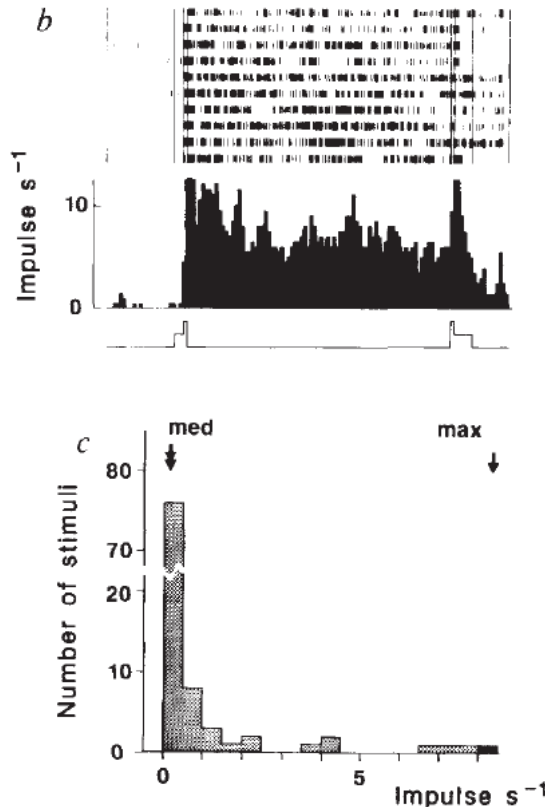 b
Impulse s⁻¹
10
0
c
med
max
Number of stimuli
80
70
20
10
0
0
5
Impulse s⁻¹